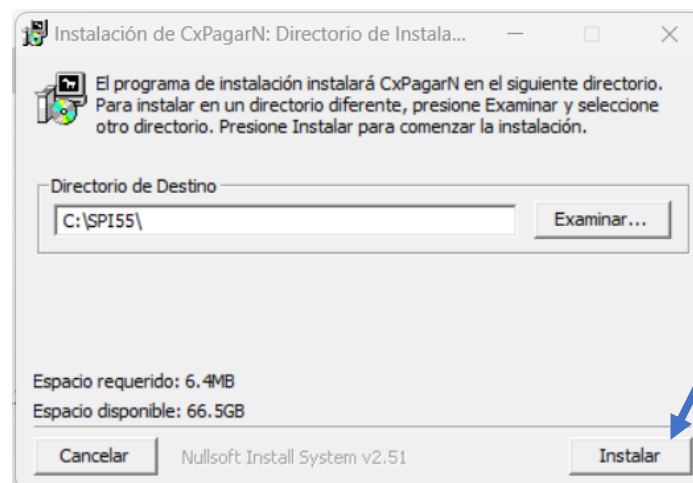 Instalación de CxPagarN: Directorio de Instala...
El programa de instalación instalará CxPagarN en el siguiente directorio.
Para instalar en un directorio diferente, presione Examinar y seleccione
otro directorio. Presione Instalar para comenzar la instalación.
Directorio de Destino
C:\SPI55\
Examinar...
Espacio requerido: 6.4MB
Espacio disponible: 66.5GB
Cancelar
Nullsoft Install System v2.51
Instalar